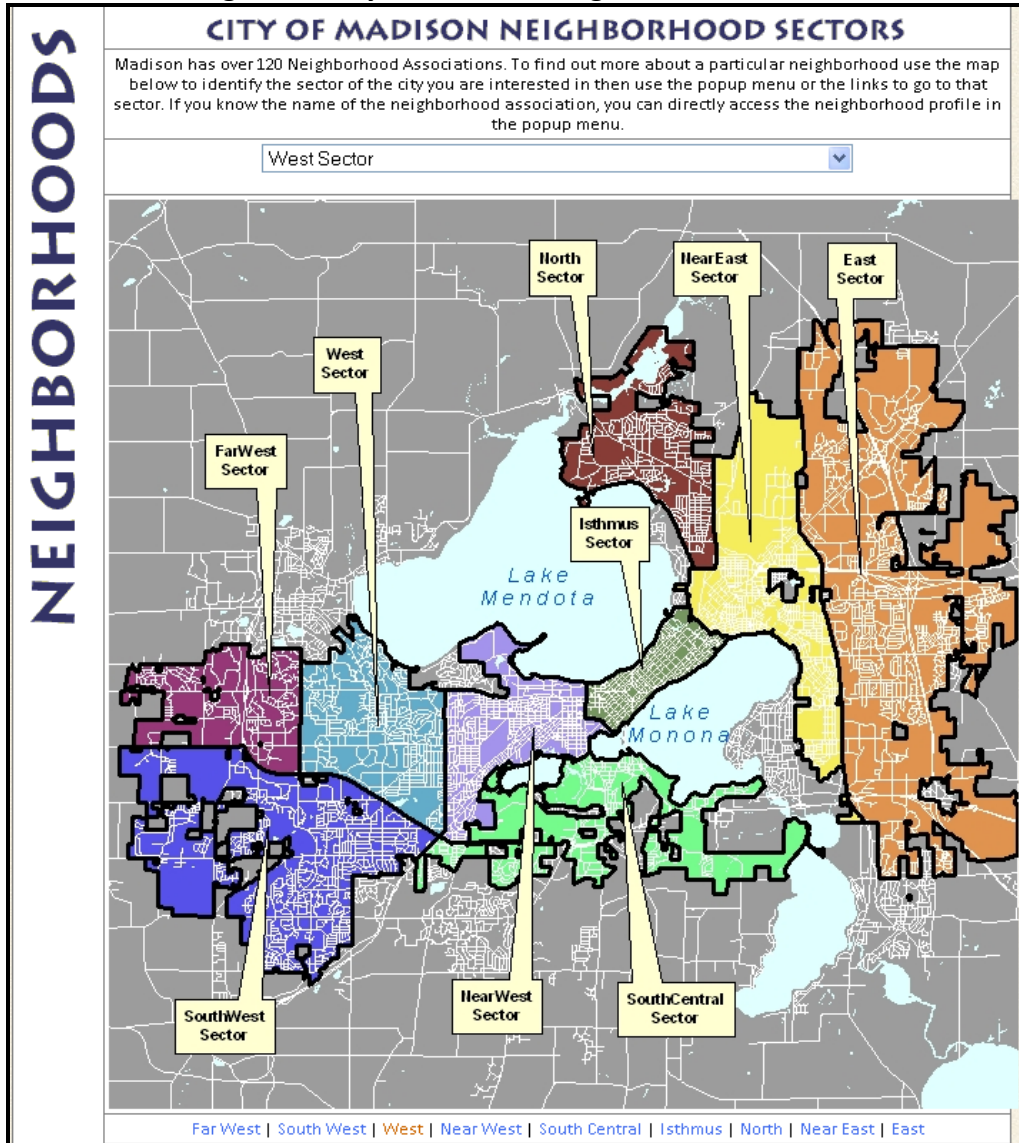 NEIGHBORHOODS
CITY OF MADISON NEIGHBORHOOD SECTORS
Madison has over 120 Neighborhood Associations. To find out more about a particular neighborhood use the map
below to identify the sector of the city you are interested in then use the popup menu or the links to go to that
sector. If you know the name of the neighborhood association, you can directly access the neighborhood profile in
the popup menu.
West Sector
North
Sector
NearEast
Sector
East
Sector
West
Sector
FarWest
Sector
Isthmus
Sector
Lake
Mendota
Lake
Monona
SouthWest
Sector
NearWest
Sector
SouthCentral
Sector
Far West | South West | West | Near West | South Central | Isthmus | North | Near East | East